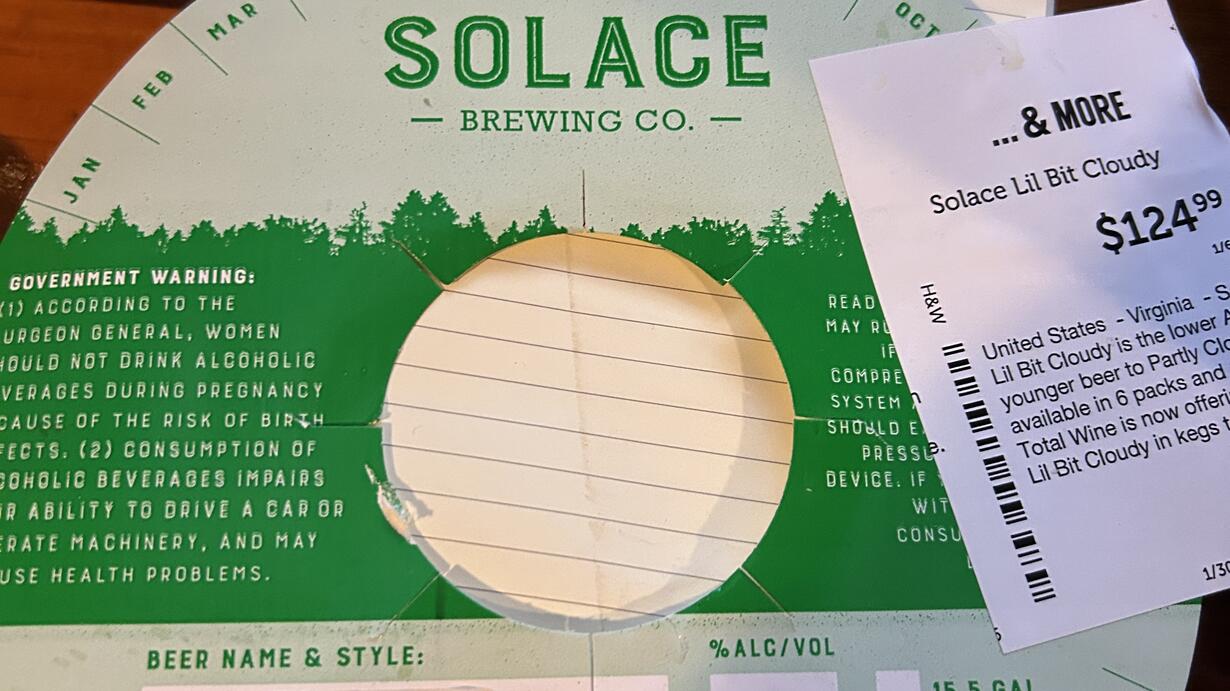 MAR
FEB
JAN
OCT
SOLACE
— BREWING CO. —
GOVERNMENT WARNING:
(1) ACCORDING TO THE
URGEON GENERAL, WOMEN
HOULD NOT DRINK ALCOHOLIC
VERAGES DURING PREGNANCY
CAUSE OF THE RISK OF BIRTH
FECTS. (2) CONSUMPTION OF
COHOLIC BEVERAGES IMPAIRS
R ABILITY TO DRIVE A CAR OR
ERATE MACHINERY, AND MAY
USE HEALTH PROBLEMS.
READ
MAY RU
IF
COMPRE
SYSTEM
SHOULD E
PRESSU
DEVICE. IF
WIT
CONSU
BEER NAME & STYLE:
%ALC/VOL
15.5 GAL
...& MORE
Solace Lil Bit Cloudy
$124.99
1/6
H&W
United States - Virginia - S
Lil Bit Cloudy is the lower A
younger beer to Partly Clo
available in 6 packs and
Total Wine is now offeri
Lil Bit Cloudy in kegs t
1/30